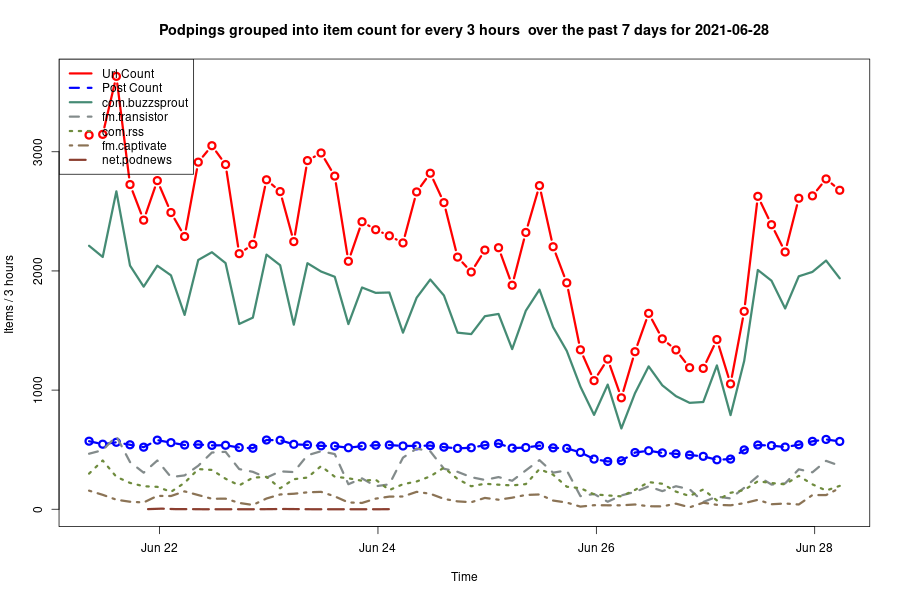 Podpings grouped into item count for every 3 hours  over the past 7 days for 2021-06-28
Url Count
Post Count
com.buzzsprout
fm.transistor
com.rss
fm.captivate
net.podnews
Items / 3 hours
3000
2000
1000
0
Jun 22
Jun 24
Jun 26
Jun 28
Time